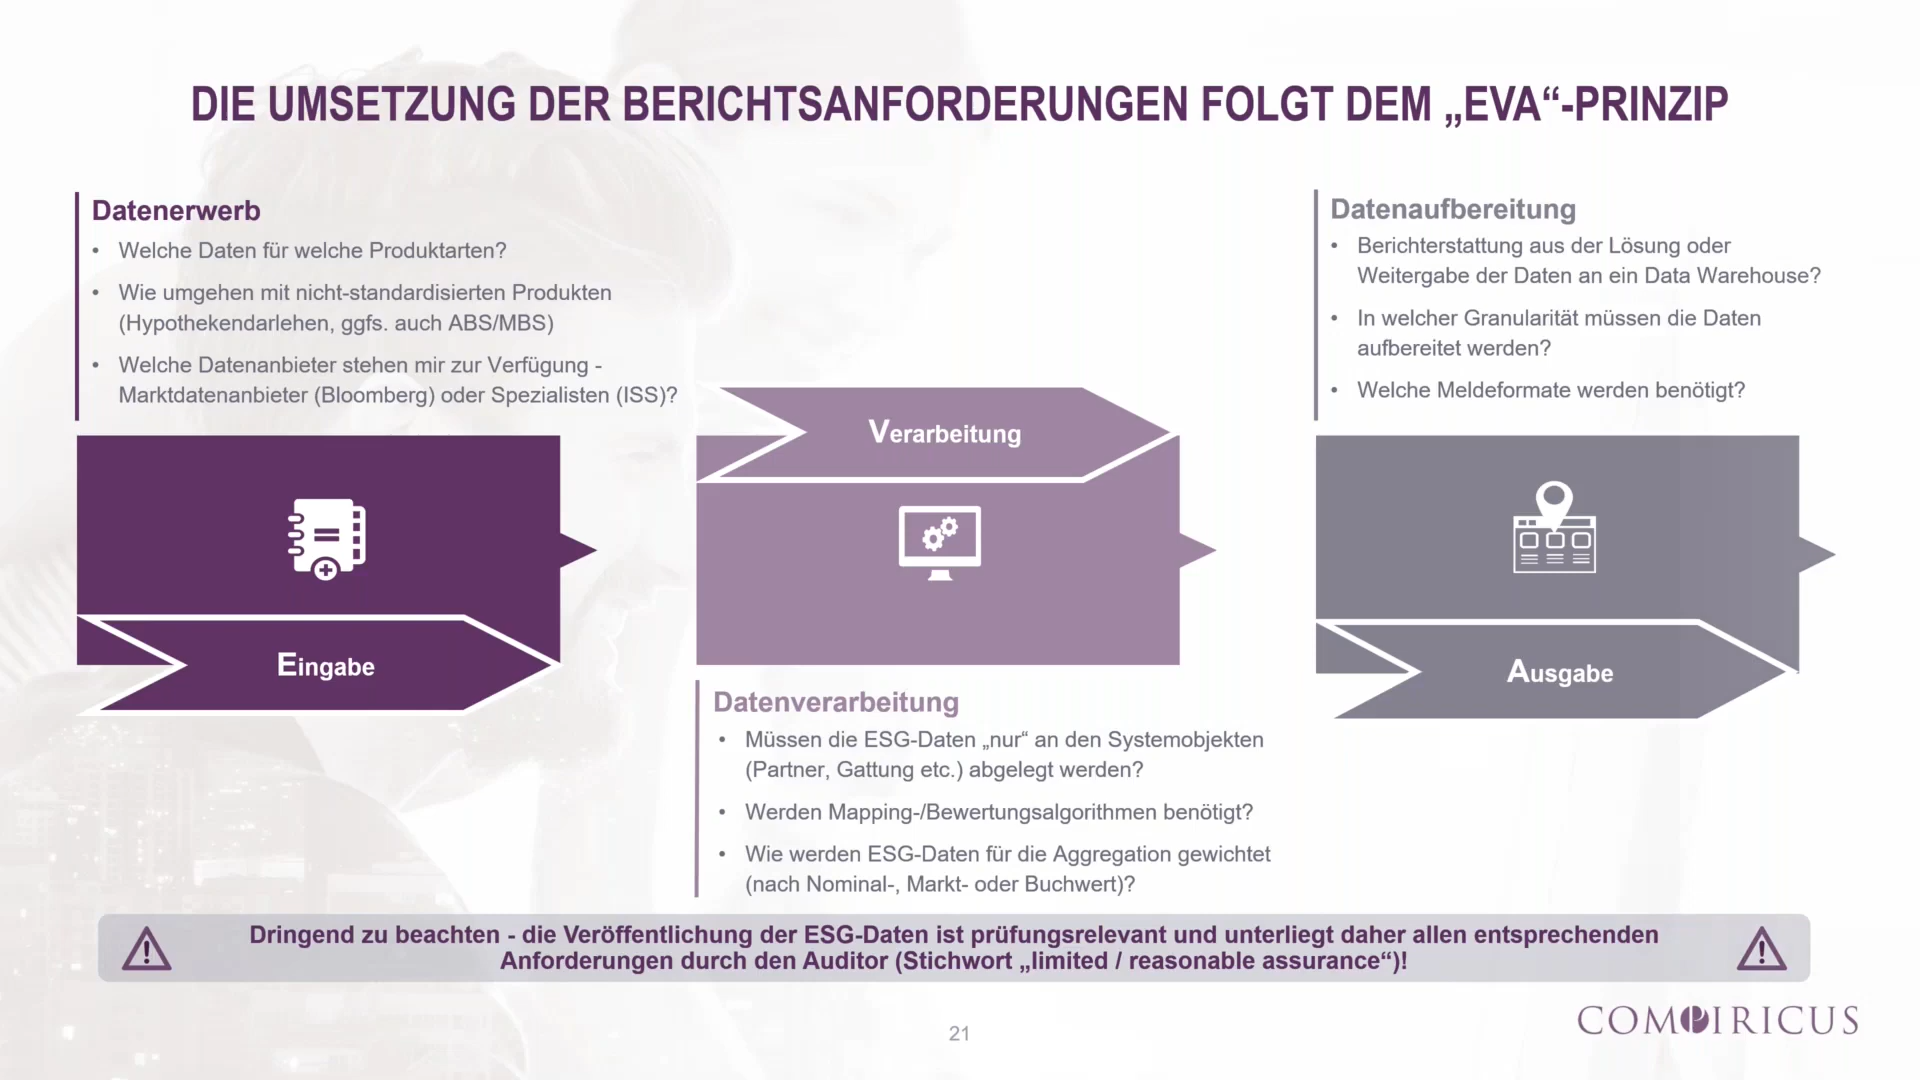 DIE UMSETZUNG DER BERICHTSANFORDERUNGEN FOLGT DEM „EVA“-PRINZIP
Datenerwerb
• Welche Daten für welche Produktarten?
• Wie umgehen mit nicht-standardisierten Produkten
(Hypothekendarlehen, ggfs. auch ABS/MBS)
• Welche Datenanbieter stehen mir zur Verfügung -
Marktdatenanbieter (Bloomberg) oder Spezialisten (ISS)?
Eingabe
Verarbeitung
Datenverarbeitung
• Müssen die ESG-Daten „nur“ an den Systemobjekten
(Partner, Gattung etc.) abgelegt werden?
• Werden Mapping-/Bewertungsalgorithmen benötigt?
• Wie werden ESG-Daten für die Aggregation gewichtet
(nach Nominal-, Markt- oder Buchwert)?
Datenaufbereitung
• Berichterstattung aus der Lösung oder
Weitergabe der Daten an ein Data Warehouse?
• In welcher Granularität müssen die Daten
aufbereitet werden?
• Welche Meldeformate werden benötigt?
Ausgabe
Dringend zu beachten - die Veröffentlichung der ESG-Daten ist prüfungsrelevant und unterliegt daher allen entsprechenden
Anforderungen durch den Auditor (Stichwort „limited / reasonable assurance“)!
21
COMPIRICUS